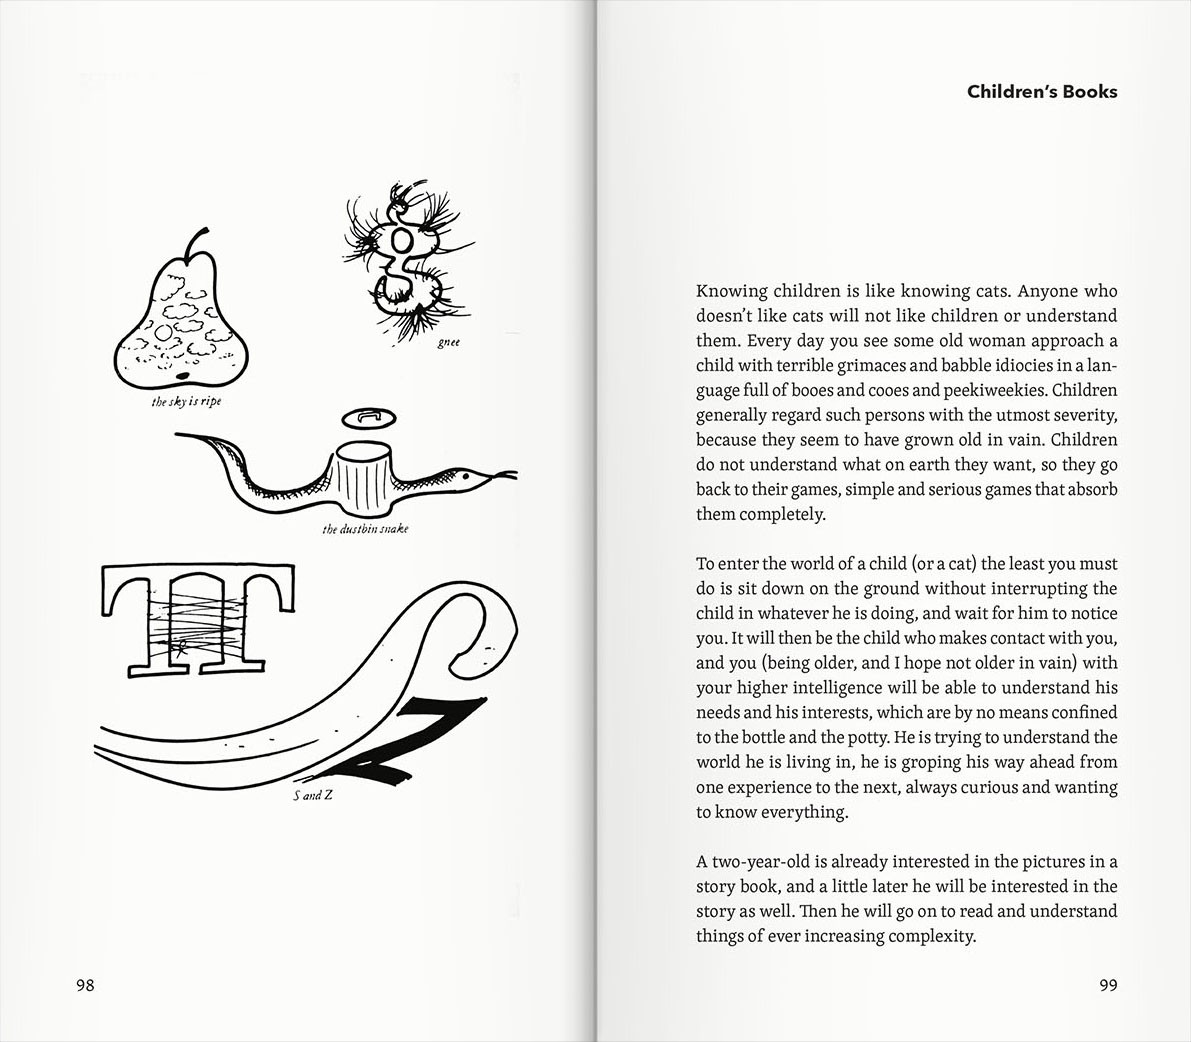 the sky is ripe
gnee
the dustbin snake
S and Z
98
Children's Books
Knowing children is like knowing cats. Anyone who
doesn't like cats will not like children or understand
them. Every day you see some old woman approach a
child with terrible grimaces and babble idiocies in a lan-
guage full of booes and cooes and peekiweekies. Children
generally regard such persons with the utmost severity,
because they seem to have grown old in vain. Children
do not understand what on earth they want, so they go
back to their games, simple and serious games that absorb
them completely.
To enter the world of a child (or a cat) the least you must
do is sit down on the ground without interrupting the
child in whatever he is doing, and wait for him to notice
you. It will then be the child who makes contact with you,
and you (being older, and I hope not older in vain) with
your higher intelligence will be able to understand his
needs and his interests, which are by no means confined
to the bottle and the potty. He is trying to understand the
world he is living in, he is groping his way ahead from
one experience to the next, always curious and wanting
to know everything.
A two-year-old is already interested in the pictures in a
story book, and a little later he will be interested in the
story as well. Then he will go on to read and understand
things of ever increasing complexity.
99